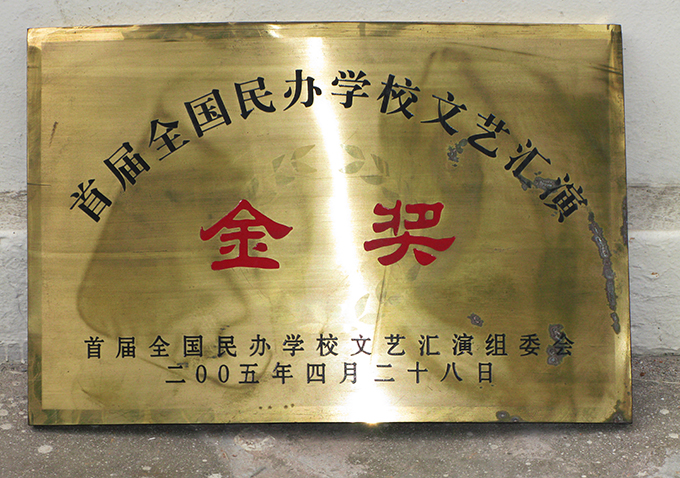 首届全国民办学校文艺汇演
金奖
首届全国民办学校文艺汇演组委会
二00五年四月二十八日